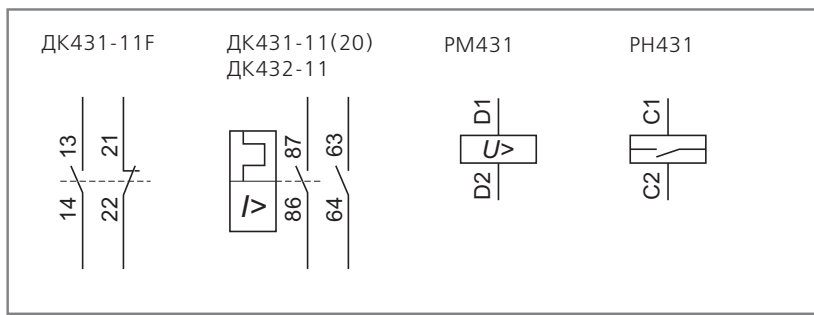 ДК431-11F
ДК431-11(20)
ДК432-11
РМ431
РН431
13
21
14
22
I>
87
63
86
64
D1
U>
D2
C1
C2